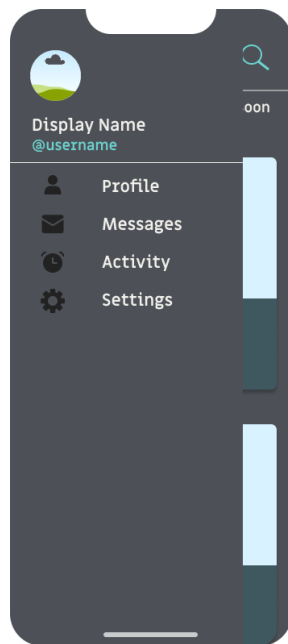 Display Name
@username
Profile
Messages
Activity
Settings
oon